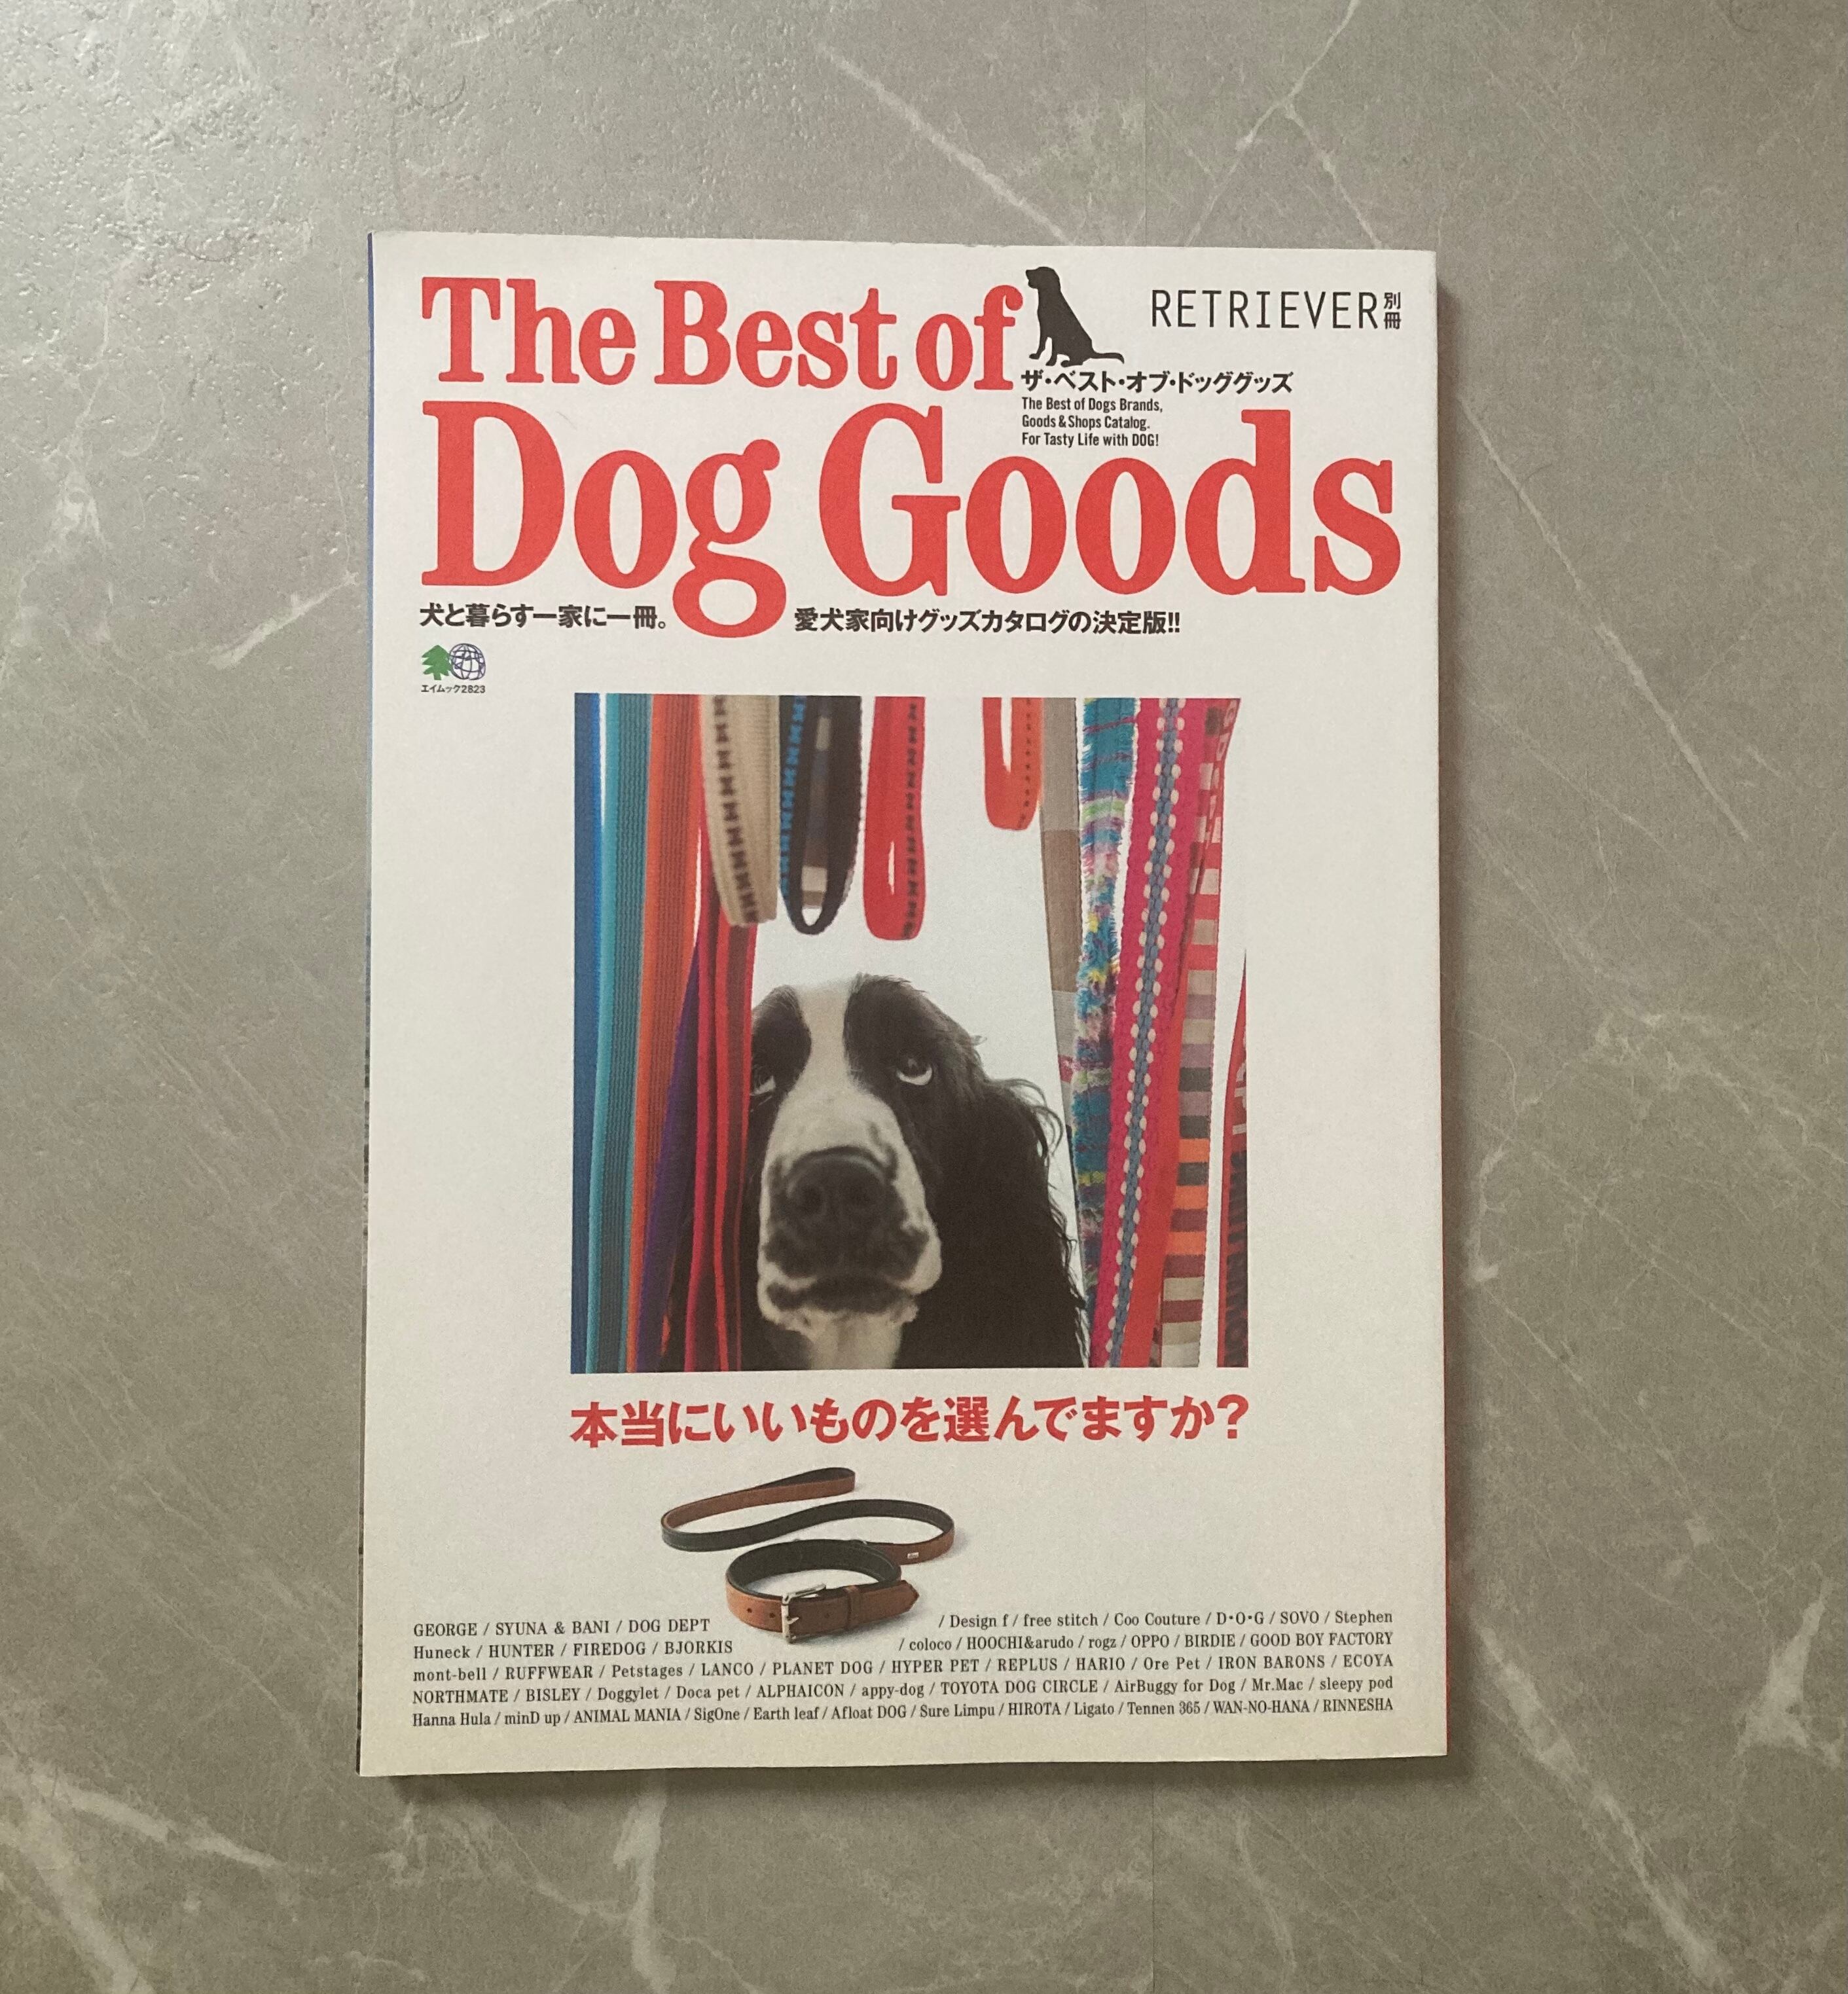 The Best of
RETRIEVER別冊
ザ・ベスト・オブ・ドッググッズ
The Best of Dogs Brands,
Goods & Shops Catalog.
For Tasty Life with DOG!
Dog Goods
犬と暮らす一家に一冊。
愛犬家向けグッズカタログの決定版!!
エイムック2823
本当にいいものを選んでますか?
GEORGE / SYUNA & BANI / DOG DEPT / Design f / free stitch / Coo Couture / D・O・G / SOVO / Stephen
Huneck / HUNTER / FIREDOG / BJORKIS / coloco / HOOCHI&arudo / rogz / OPPO / BIRDIE / GOOD BOY FACTORY
mont-bell / RUFFWEAR / Petstages / LANCO / PLANET DOG / HYPER PET / REPLUS / HARIO / Ore Pet / IRON BARONS / ECOYA
NORTHMATE / BISLEY / Doggylet / Doca pet / ALPHAICON / appy-dog / TOYOTA DOG CIRCLE / AirBuggy for Dog / Mr.Mac / sleepy pod
Hanna Hula / minD up / ANIMAL MANIA / SigOne / Earth leaf / Afloat DOG / Sure Limpu / HIROTA / Ligato / Tennen 365 / WAN-NO-HANA / RINNESHA